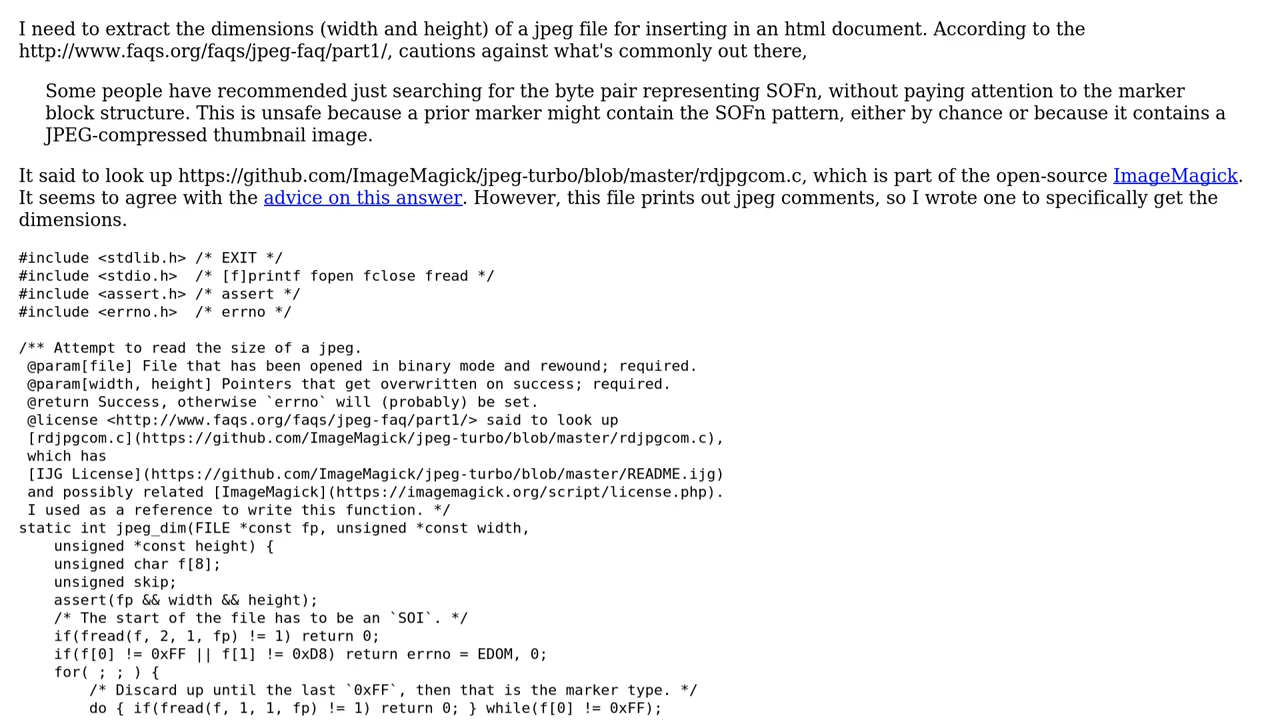 I need to extract the dimensions (width and height) of a jpeg file for inserting in an html document. According to the
http://www.faqs.org/faqs/jpeg-faq/part1/, cautions against what's commonly out there,
Some people have recommended just searching for the byte pair representing SOFn, without paying attention to the marker
block structure. This is unsafe because a prior marker might contain the SOFn pattern, either by chance or because it contains a
JPEG-compressed thumbnail image.
It said to look up https://github.com/ImageMagick/jpeg-turbo/blob/master/rdjpgcom.c, which is part of the open-source ImageMagick.
It seems to agree with the advice on this answer. However, this file prints out jpeg comments, so I wrote one to specifically get the
dimensions.
#include <stdlib.h> /* EXIT */
#include <stdio.h>  /* [f]printf fopen fclose fread */
#include <assert.h> /* assert */
#include <errno.h>  /* errno */
/** Attempt to read the size of a jpeg.
 @param[file] File that has been opened in binary mode and rewound; required.
 @param[width, height] Pointers that get overwritten on success; required.
 @return Success, otherwise `errno` will (probably) be set.
 @license <http://www.faqs.org/faqs/jpeg-faq/part1/> said to look up
 [rdjpgcom.c](https://github.com/ImageMagick/jpeg-turbo/blob/master/rdjpgcom.c),
 which has
 [IJG License](https://github.com/ImageMagick/jpeg-turbo/blob/master/README.ijg)
 and possibly related [ImageMagick](https://imagemagick.org/script/license.php).
 I used as a reference to write this function. */
static int jpeg_dim(FILE *const fp, unsigned *const width,
    unsigned *const height) {
    unsigned char f[8];
    unsigned skip;
    assert(fp && width && height);
    /* The start of the file has to be an `SOI`. */
    if(fread(f, 2, 1, fp) != 1) return 0;
    if(f[0] != 0xFF || f[1] != 0xD8) return errno = EDOM, 0;
    for( ; ; ) {
        /* Discard up until the last `0xFF`, then that is the marker type. */
        do { if(fread(f, 1, 1, fp) != 1) return 0; } while(f[0] != 0xFF);